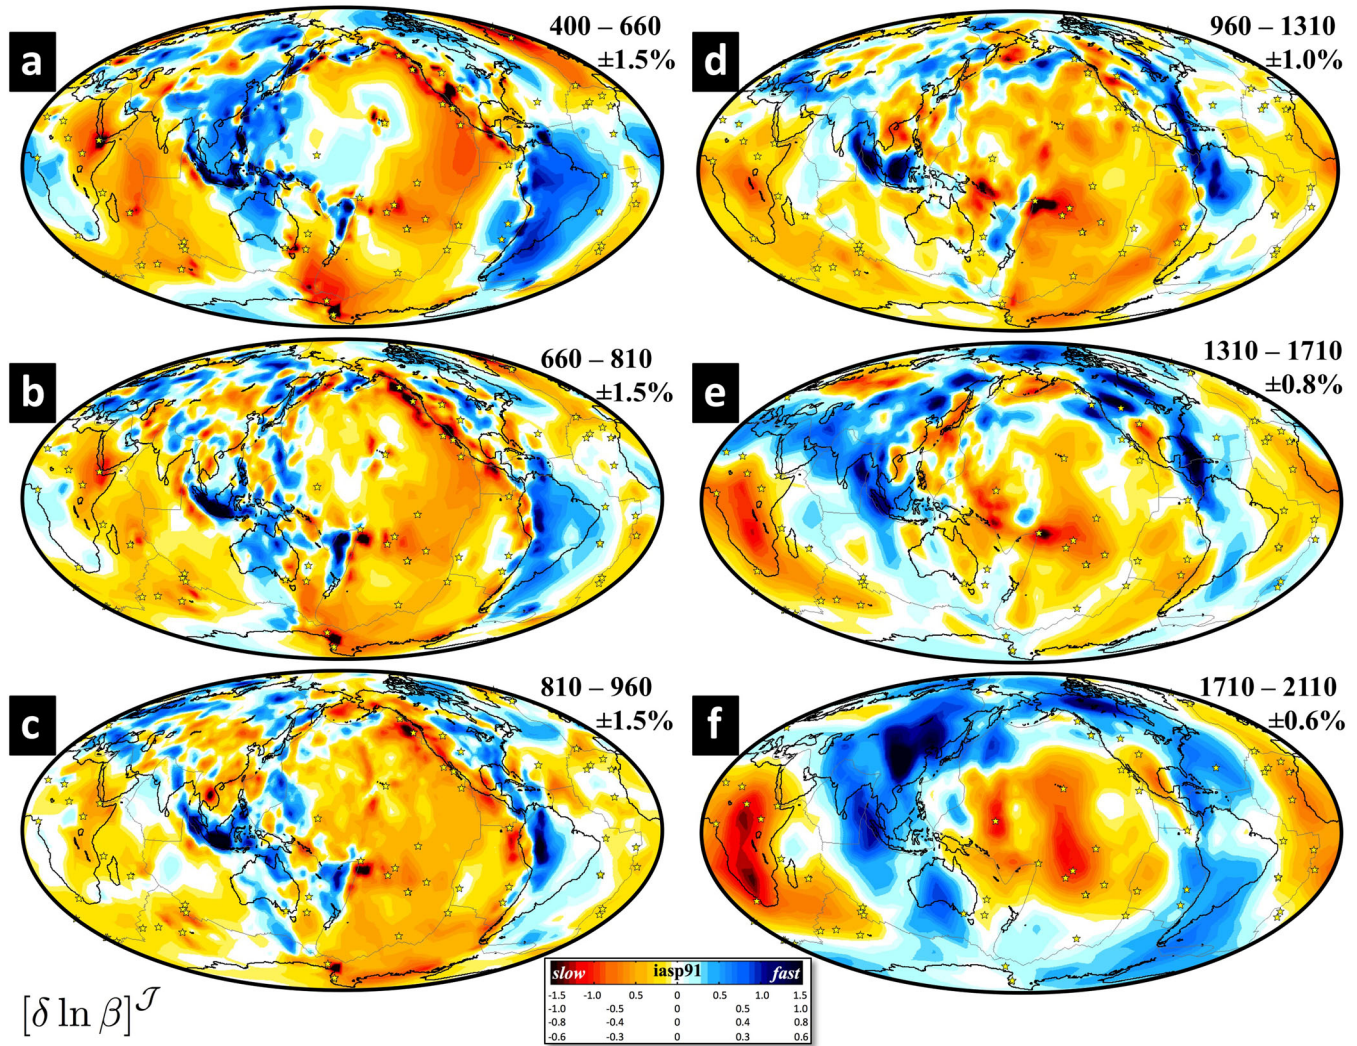 a
400 – 660
±1.5%
b
660 – 810
±1.5%
c
810 – 960
±1.5%
d
960 – 1310
±1.0%
e
1310 – 1710
±0.8%
f
1710 – 2110
±0.6%
slow iasp91 fast
-1.5 -1.0 0.5 0 0.5 1.0 1.5
-1.0 -0.5 0 0.5 1.0
-0.8 -0.4 0 0.4 0.8
-0.6 -0.3 0 0.3 0.6
[δ ln β]^𝒥